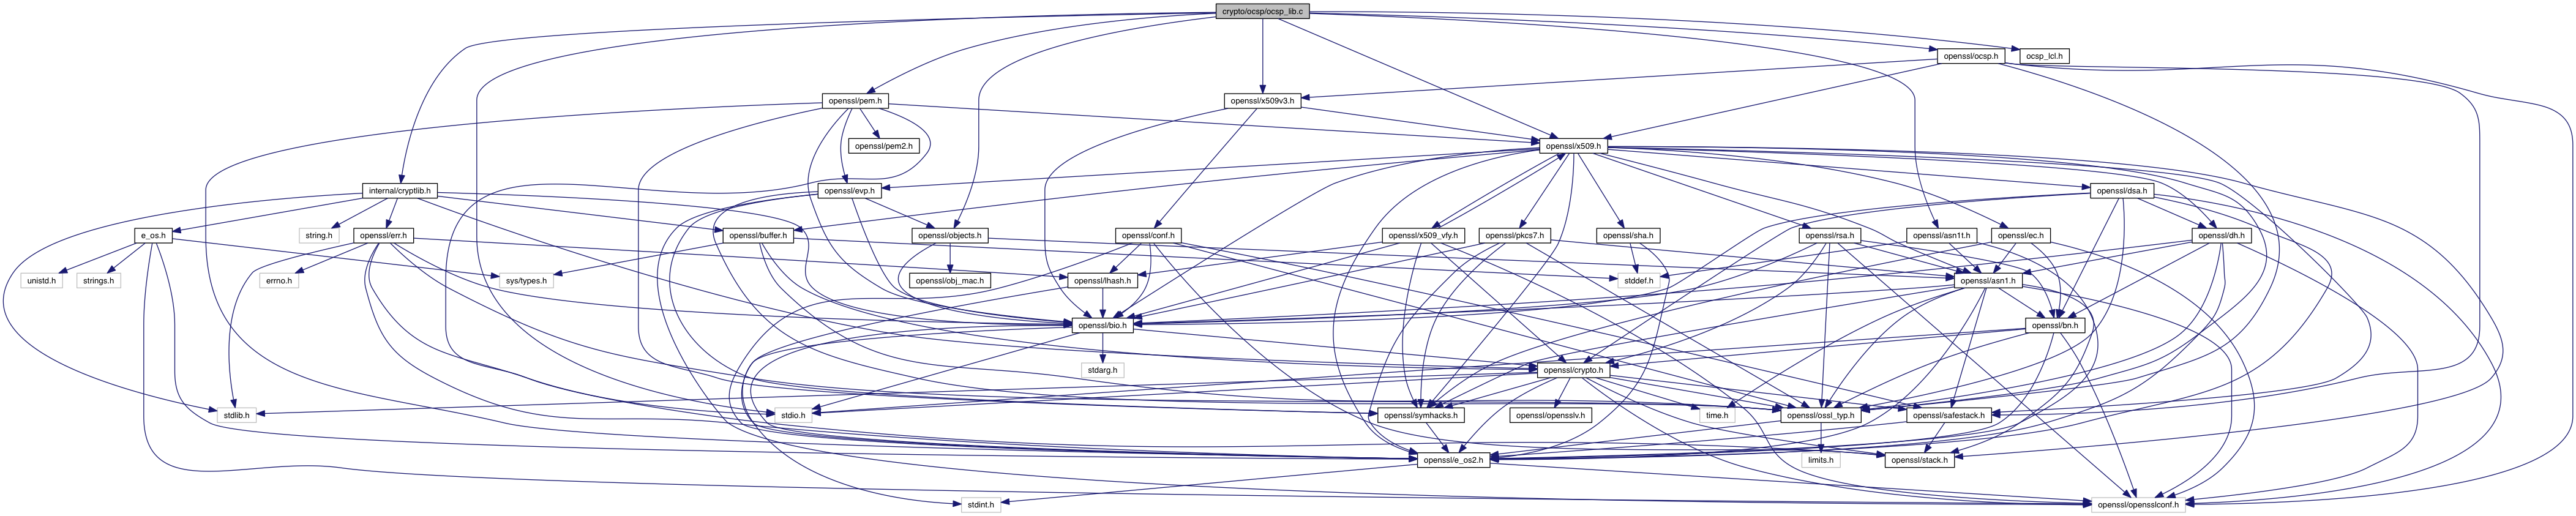 crypto/ocsp/ocsp_lib.c
openssl/ocsp.h
ocsp_lcl.h
openssl/pem.h
openssl/x509v3.h
openssl/pem2.h
openssl/x509.h
internal/cryptlib.h
openssl/evp.h
openssl/dsa.h
e_os.h
string.h
openssl/err.h
openssl/buffer.h
openssl/objects.h
openssl/conf.h
openssl/x509_vfy.h
openssl/pkcs7.h
openssl/sha.h
openssl/rsa.h
openssl/asn1t.h
openssl/ec.h
openssl/dh.h
unistd.h
strings.h
errno.h
sys/types.h
openssl/obj_mac.h
openssl/lhash.h
stddef.h
openssl/asn1.h
openssl/bio.h
openssl/bn.h
stdarg.h
openssl/crypto.h
stdlib.h
stdio.h
openssl/symhacks.h
openssl/opensslv.h
time.h
openssl/ossl_typ.h
openssl/safestack.h
openssl/e_os2.h
limits.h
openssl/stack.h
stdint.h
openssl/opensslconf.h